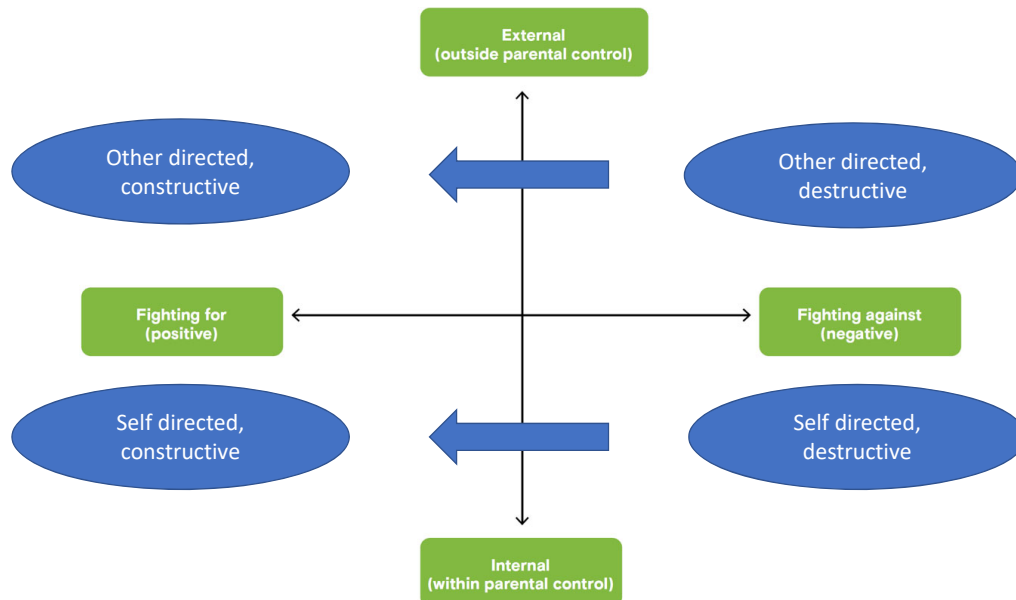 External
(outside parental control)
Other directed,
constructive
Other directed,
destructive
Fighting for
(positive)
Fighting against
(negative)
Self directed,
constructive
Self directed,
destructive
Internal
(within parental control)